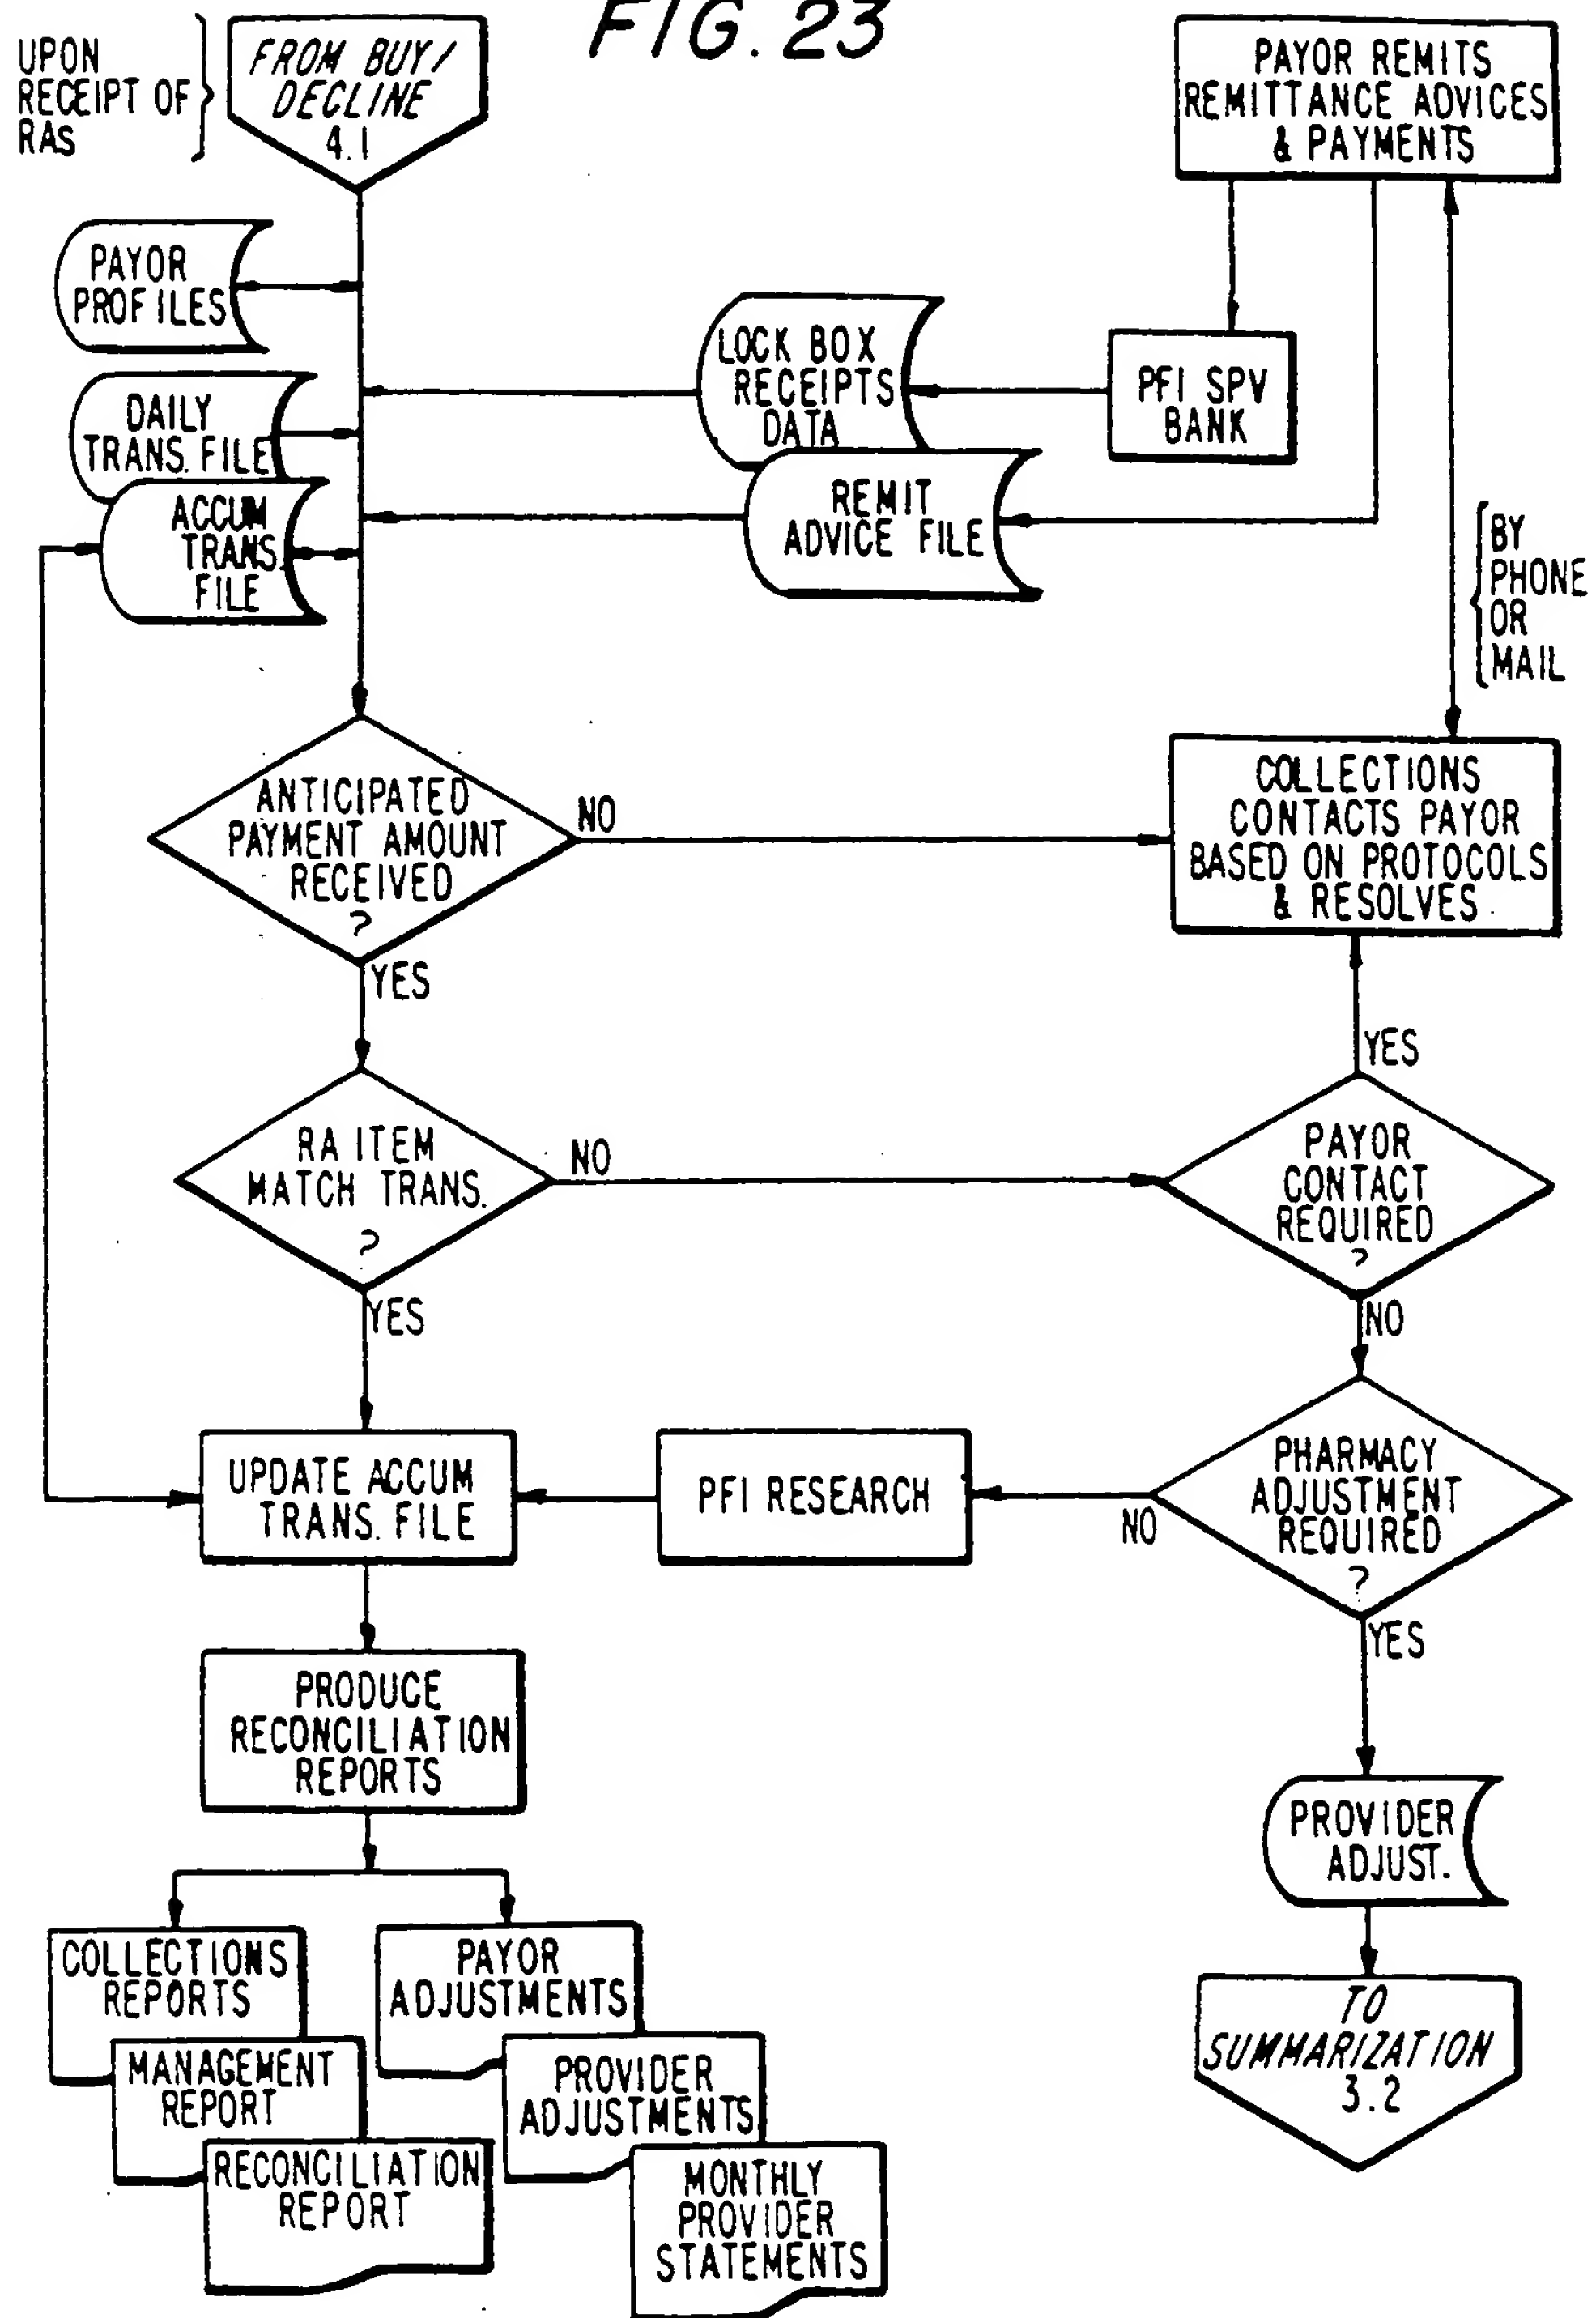 FIG. 23
UPON
RECEIPT OF
RAS
FROM BUY/
DECLINE
4.1
PAYOR REMITS
REMITTANCE ADVICES
& PAYMENTS
PAYOR
PROFILES
LOCK BOX
RECEIPTS
DATA
PFI SPV
BANK
DAILY
TRANS. FILE
ACCUM
TRANS.
FILE
REMIT
ADVICE FILE
BY
PHONE
OR
MAIL
ANTICIPATED
PAYMENT AMOUNT
RECEIVED
?
NO
COLLECTIONS
CONTACTS PAYOR
BASED ON PROTOCOLS
& RESOLVES
YES
YES
RA ITEM
MATCH TRANS.
?
NO
PAYOR
CONTACT
REQUIRED
?
YES
NO
UPDATE ACCUM
TRANS. FILE
PFI RESEARCH
NO
PHARMACY
ADJUSTMENT
REQUIRED
?
YES
PRODUCE
RECONCILIATION
REPORTS
PROVIDER
ADJUST.
COLLECTIONS
REPORTS
MANAGEMENT
REPORT
RECONCILIATION
REPORT
PAYOR
ADJUSTMENTS
PROVIDER
ADJUSTMENTS
MONTHLY
PROVIDER
STATEMENTS
TO
SUMMARIZATION
3.2